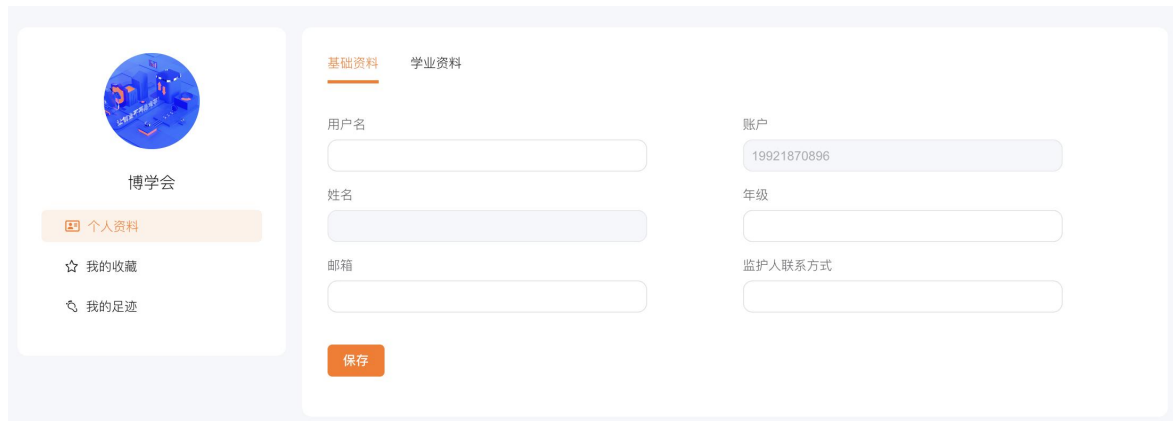 博学会
个人资料
我的收藏
我的足迹
基础资料 学业资料
用户名 账户
19921870896
姓名 年级
邮箱 监护人联系方式
保存